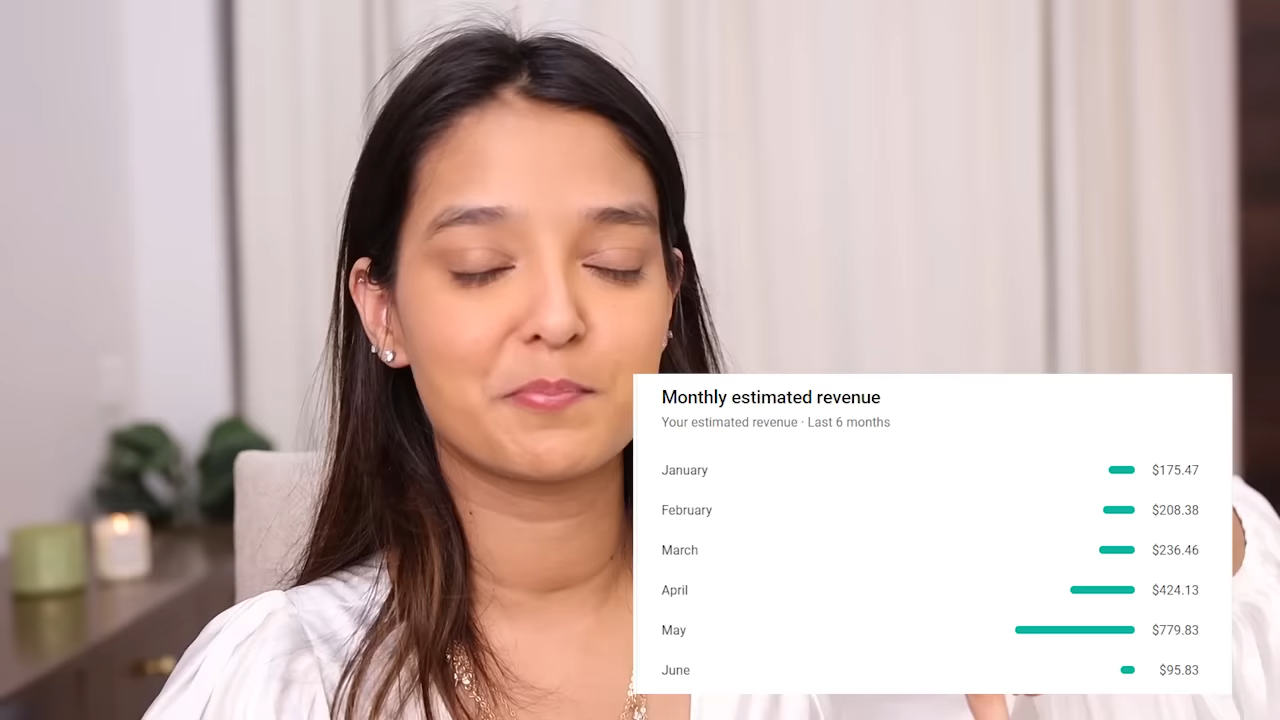 Monthly estimated revenue
Your estimated revenue · Last 6 months
January $175.47
February $208.38
March $236.46
April $424.13
May $779.83
June $95.83